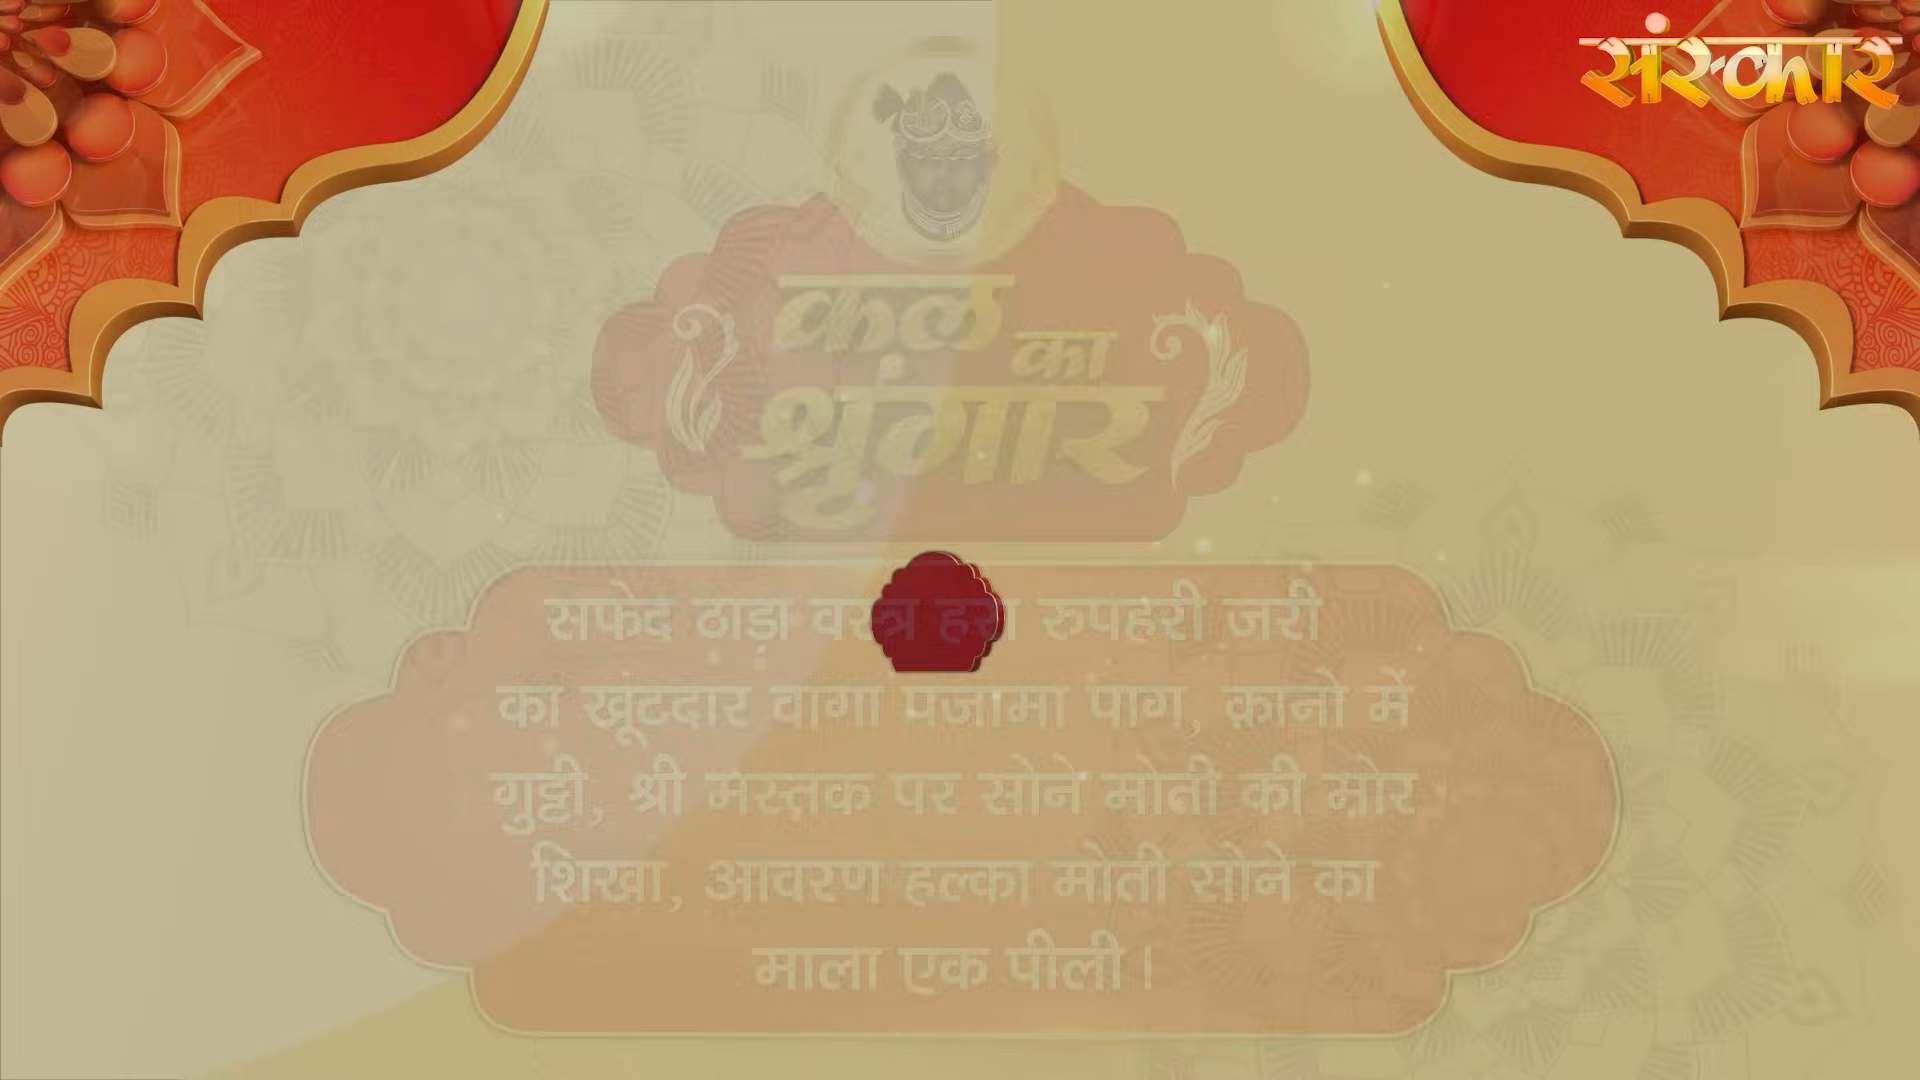 संस्कार
कल का
श्रृंगार
सफेद ठाड़ा वस्त्र हरा रुपहरी जरी
का खूंटदार वागा पजामा पाग, कानो में
गुट्टी, श्री मस्तक पर सोने मोती की मोर
शिखा, आवरण हल्का मोती सोने का
माला एक पीली।